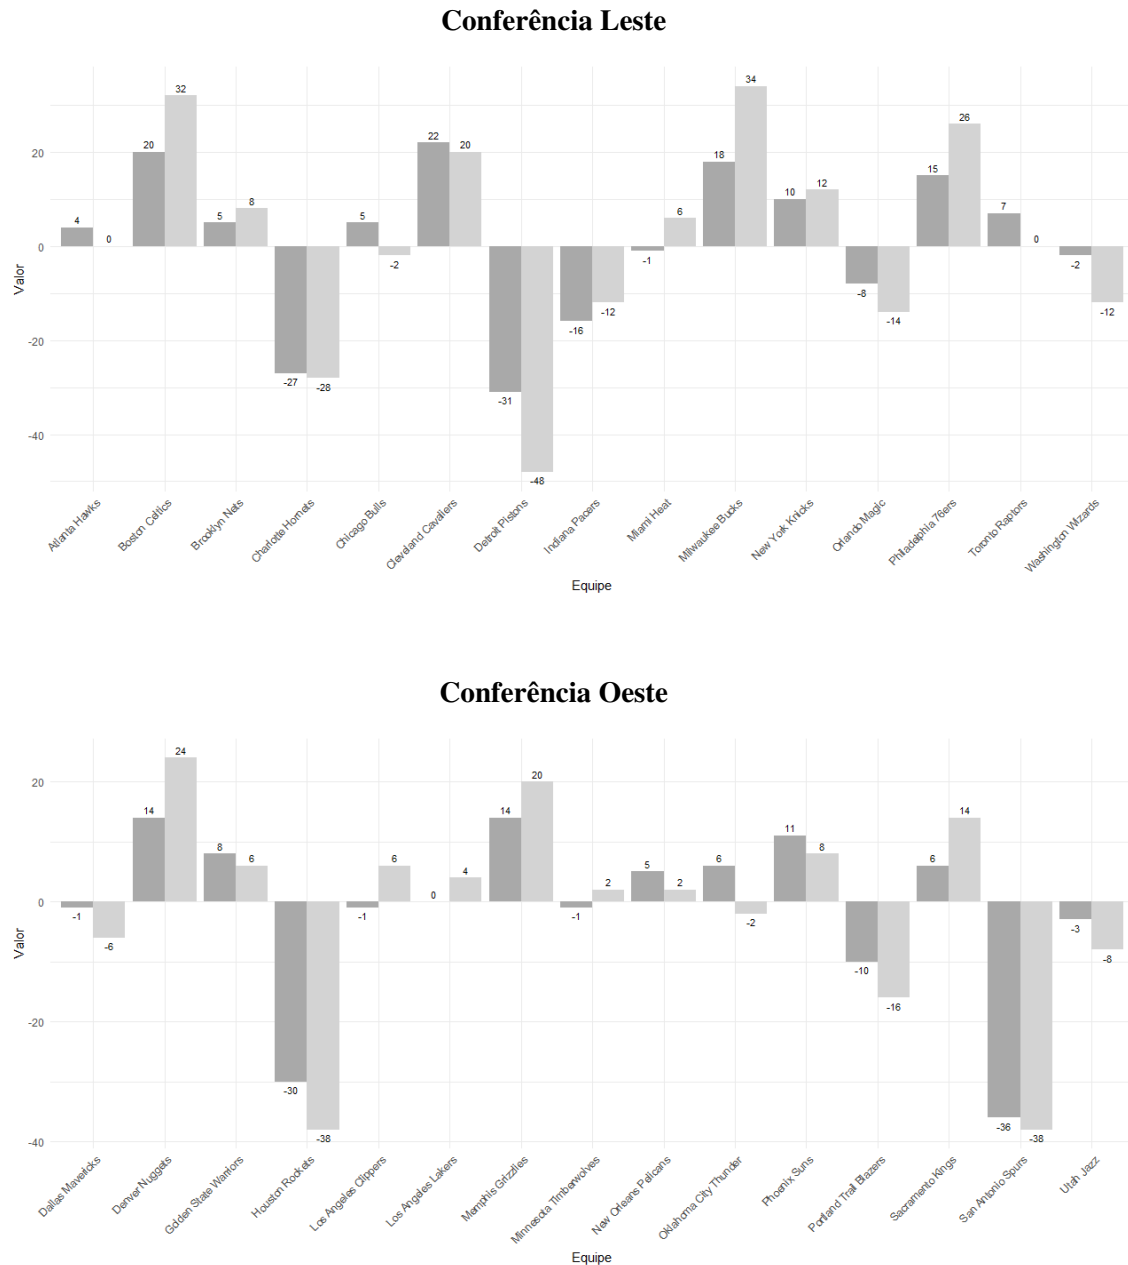 Conferência Leste
Valor
20
0
-20
-40
4 0
20 32
5 8
-27 -28
5 -2
22 20
-31 -48
-16 -12
-1 6
18 34
10 12
-8 -14
15 26
7 0
-2 -12
Atlanta Hawks
Boston Celtics
Brooklyn Nets
Charlotte Hornets
Chicago Bulls
Cleveland Cavaliers
Detroit Pistons
Indiana Pacers
Miami Heat
Milwaukee Bucks
New York Knicks
Orlando Magic
Philadelphia 76ers
Toronto Raptors
Washington Wizards
Equipe
Conferência Oeste
Valor
20
0
-20
-40
-1 -6
14 24
8 6
-30 -38
-1 6
0 4
14 20
-1 2
5 2
6 -2
11 8
-10 -16
6 14
-36 -38
-3 -8
Dallas Mavericks
Denver Nuggets
Golden State Warriors
Houston Rockets
Los Angeles Clippers
Los Angeles Lakers
Memphis Grizzlies
Minnesota Timberwolves
New Orleans Pelicans
Oklahoma City Thunder
Phoenix Suns
Portland Trail Blazers
Sacramento Kings
San Antonio Spurs
Utah Jazz
Equipe